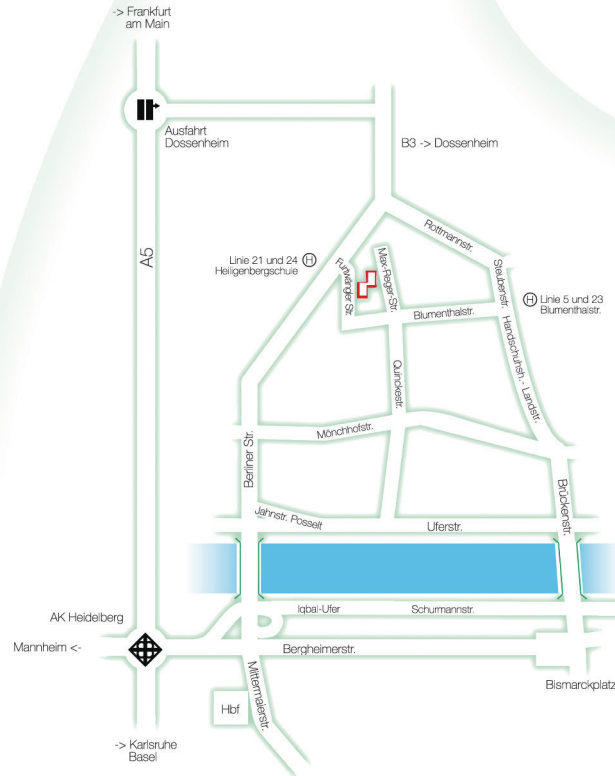 -> Frankfurt
am Main
Ausfahrt
Dossenheim
B3 -> Dossenheim
A5
Rottmannstr.
Linie 21 und 24 H
Heiligenbergschule
Furtwängler Str.
Max-Reger-Str.
Steubenstr.
H Linie 5 und 23
Blumenthalstr.
Blumenthalstr.
Handschuhsh.- Landstr.
Quinckestr.
Mönchhofstr.
Berliner Str.
Brückenstr.
Jahnstr. Posselt
Uferstr.
Iqbal-Ufer
Schurmannstr.
AK Heidelberg
Mannheim <-
Bergheimerstr.
Mittermaierstr.
Bismarckplatz
Hbf
-> Karlsruhe
Basel